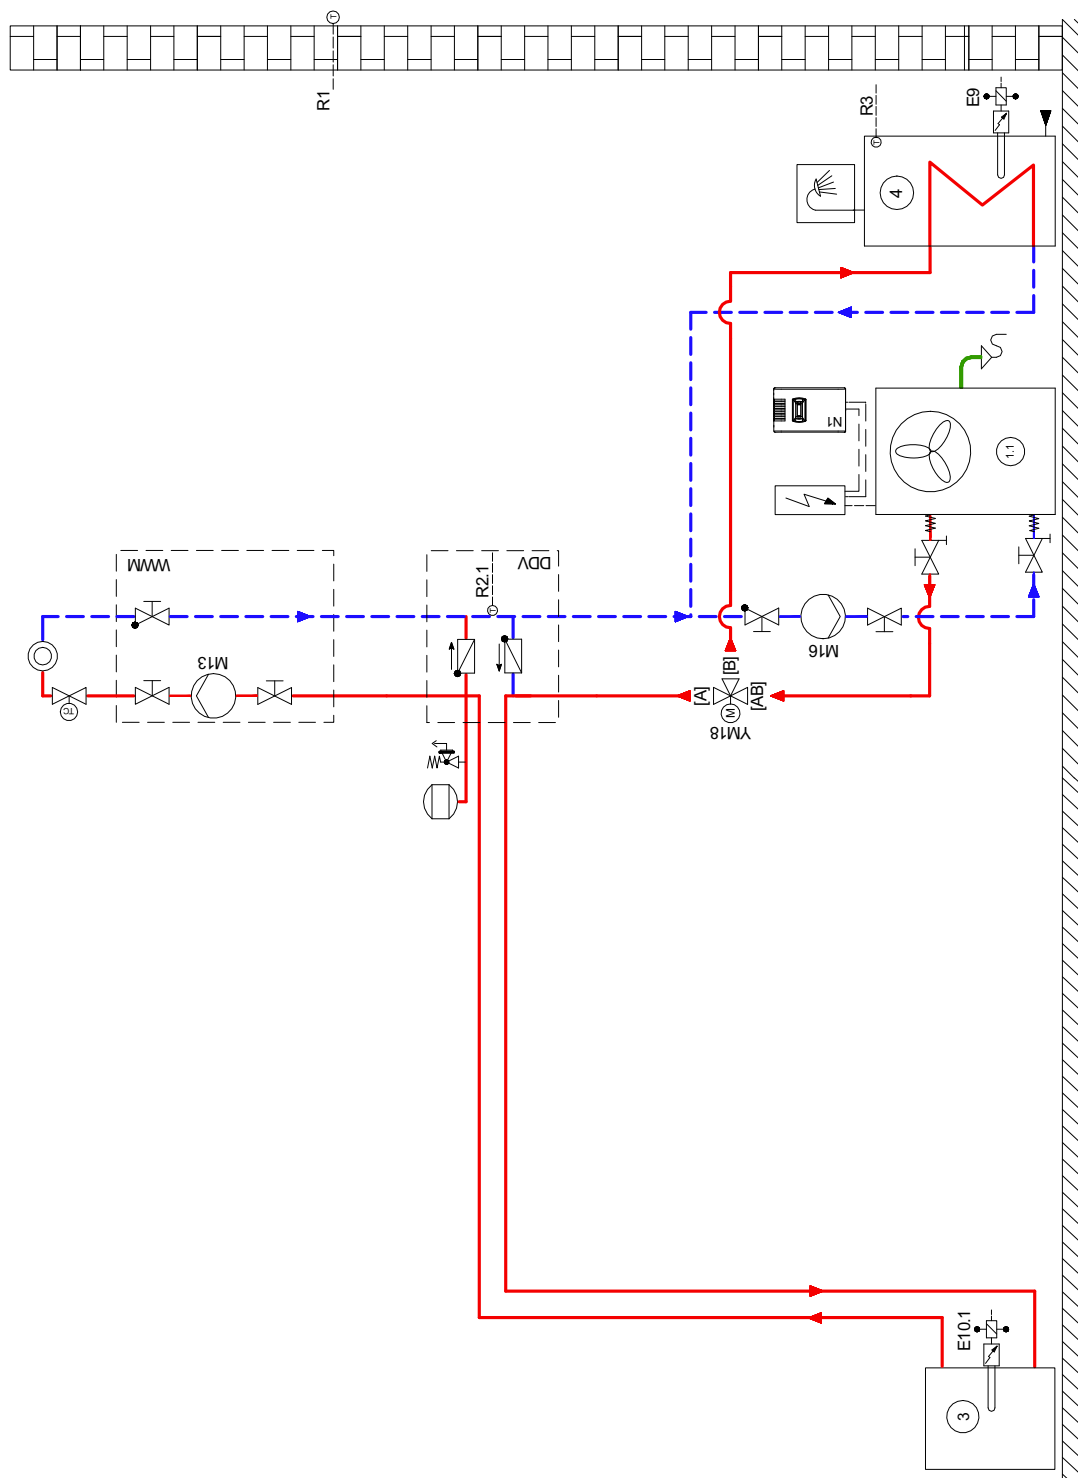 R1
R3
E9
4
N1
1.1
WWM
M13
TC
DDV
R2.1
T
T
T
M16
[A]
[B]
[AB]
M
YM18
E10.1
3